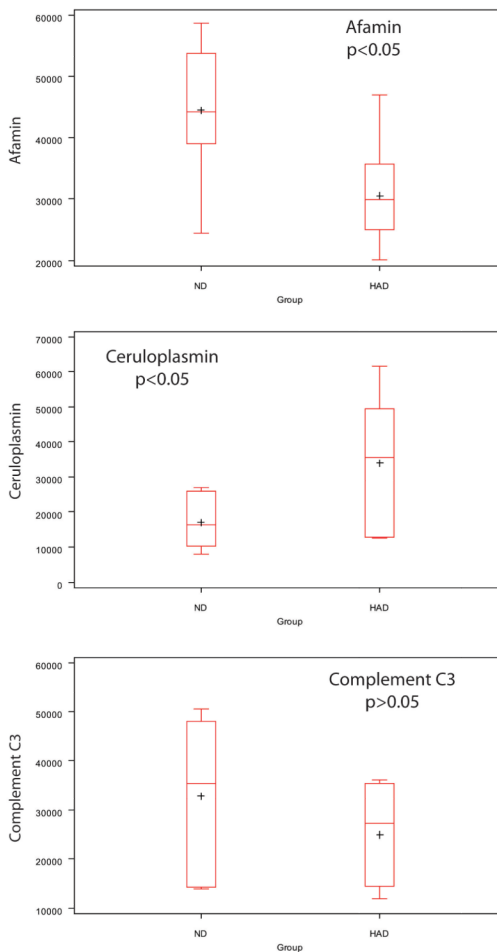 Afamin
p<0.05
60000
50000
40000
30000
20000
Afamin
ND
HAD
Group
Ceruloplasmin
p<0.05
70000
60000
50000
40000
30000
20000
10000
0
Ceruloplasmin
ND
HAD
Group
Complement C3
p>0.05
60000
50000
40000
30000
20000
10000
Complement C3
ND
HAD
Group